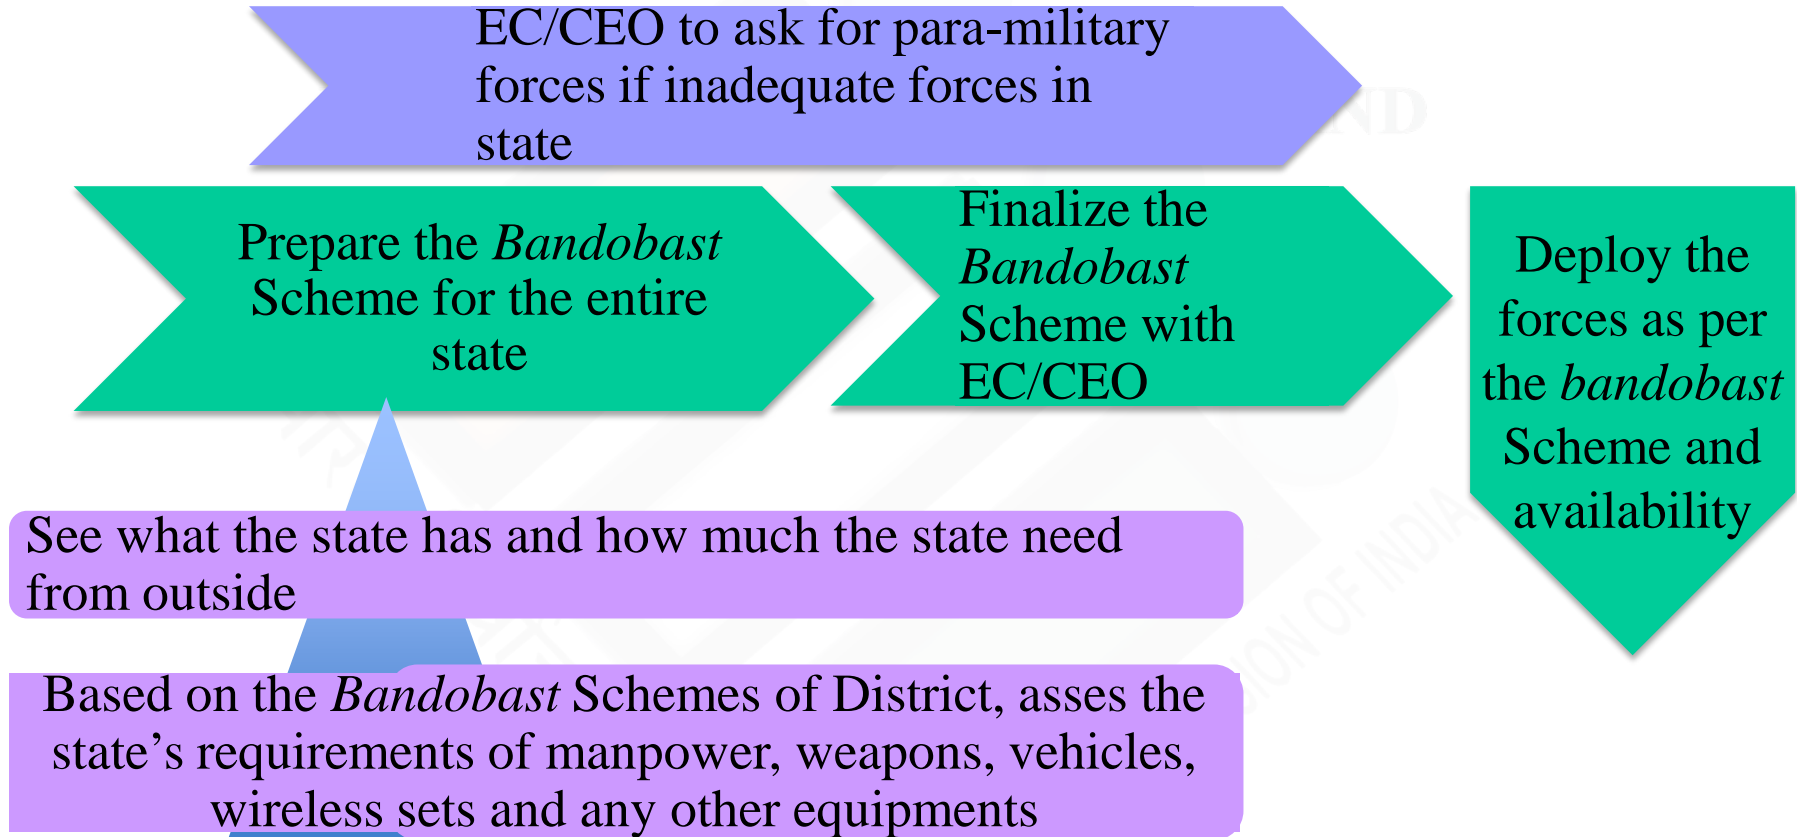 EC/CEO to ask for para-military
forces if inadequate forces in
state
Prepare the Bandobast
Scheme for the entire
state
Finalize the
Bandobast
Scheme with
EC/CEO
Deploy the
forces as per
the bandobast
Scheme and
availability
See what the state has and how much the state need
from outside
Based on the Bandobast Schemes of District, asses the
state’s requirements of manpower, weapons, vehicles,
wireless sets and any other equipments